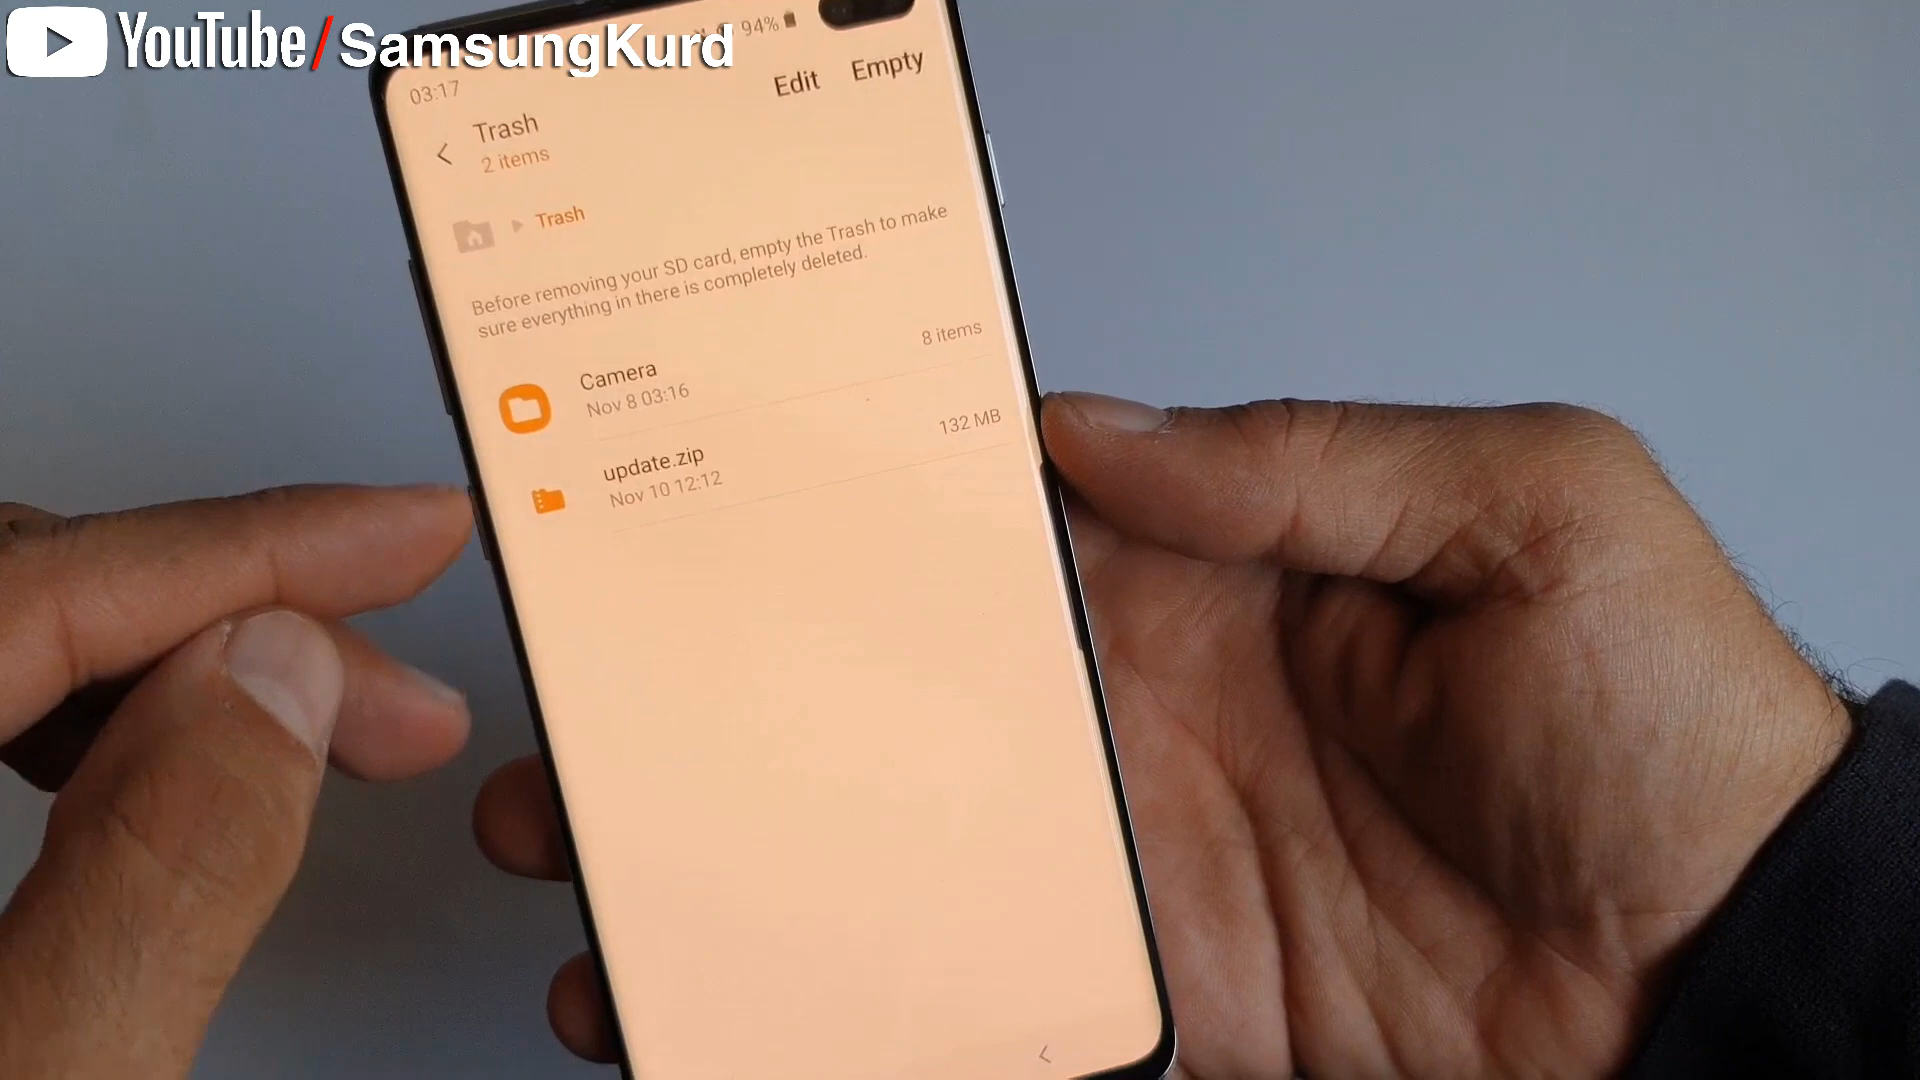 YouTube/SamsungKurd
94%
03:17
Edit Empty
Trash
2 items
Trash
Before removing your SD card, empty the Trash to make
sure everything in there is completely deleted.
Camera
8 items
Nov 8 03:16
update.zip
132 MB
Nov 10 12:12